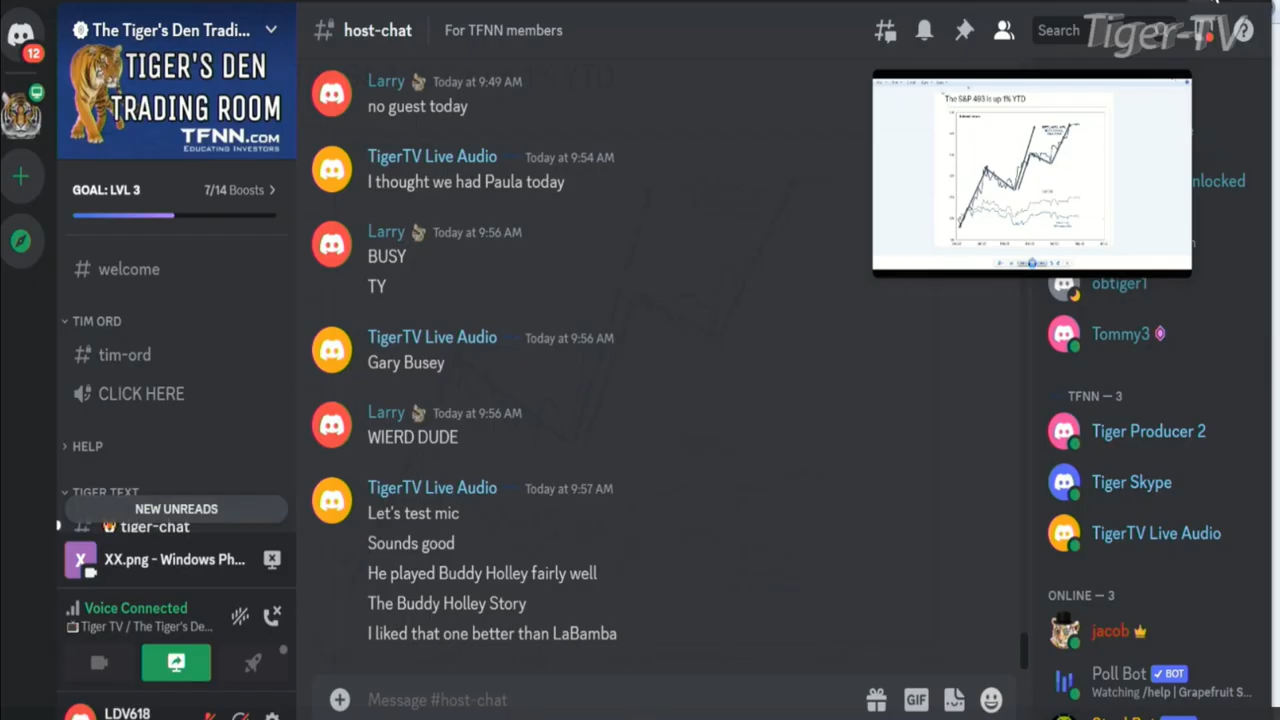 The Tiger's Den Tradi...
host-chat
For TFNN members
Search
Tiger-TV
12
TIGER'S DEN
TRADING ROOM
TFNN.COM
EDUCATING INVESTORS
GOAL: LVL 3
7/14 Boosts
welcome
TIM ORD
tim-ord
CLICK HERE
HELP
TIGER TEXT
NEW UNREADS
tiger-chat
X
XX.png - Windows Ph...
Voice Connected
Tiger TV / The Tiger's De...
LDV618
Larry Today at 9:49 AM
no guest today
TigerTV Live Audio Today at 9:54 AM
I thought we had Paula today
Larry Today at 9:56 AM
BUSY
TY
TigerTV Live Audio Today at 9:56 AM
Gary Busey
Larry Today at 9:56 AM
WIERD DUDE
TigerTV Live Audio Today at 9:57 AM
Let's test mic
Sounds good
He played Buddy Holley fairly well
The Buddy Holley Story
I liked that one better than LaBamba
Message #host-chat
GIF
The S&P 493 is up 1% YTD
nlocked
obtiger1
Tommy3
TFNN — 3
Tiger Producer 2
Tiger Skype
TigerTV Live Audio
ONLINE — 3
jacob
Poll Bot BOT
Watching /help | Grapefruit S...